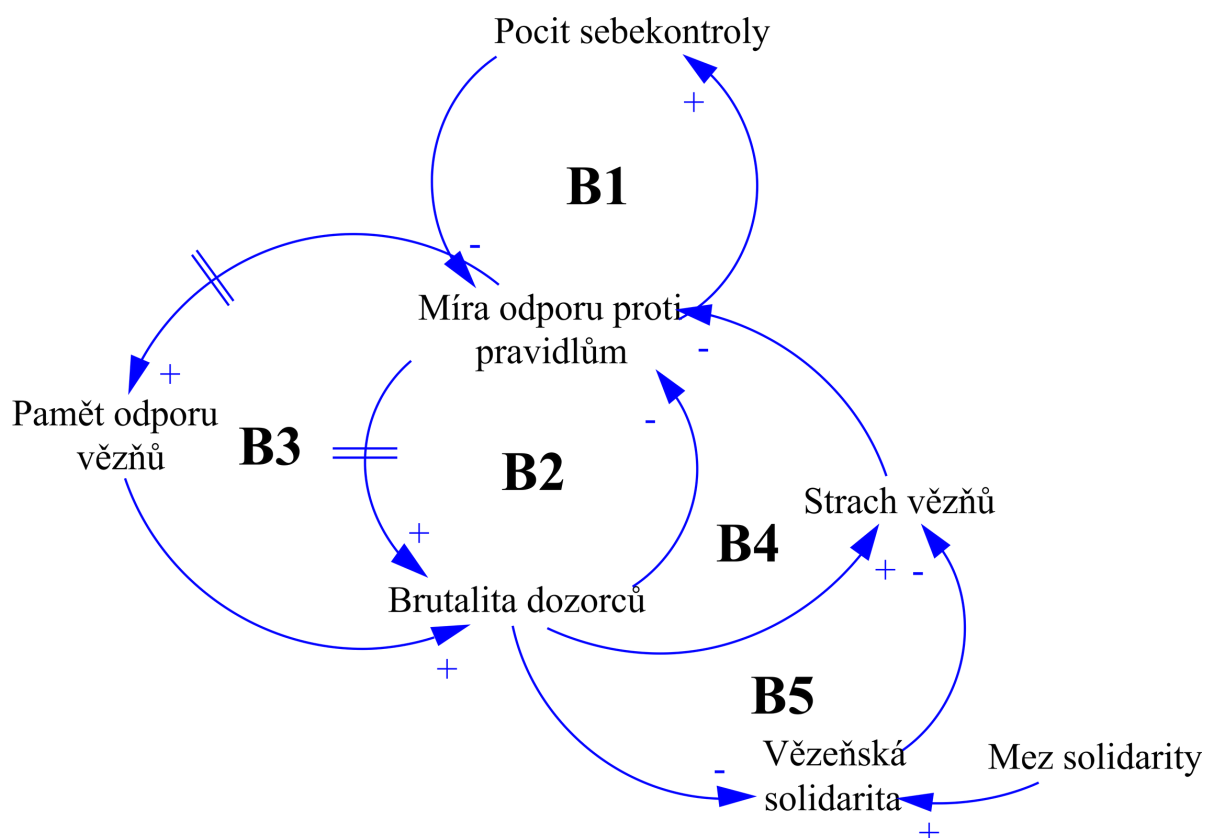 Pocit sebekontroly
+
B1
-
Míra odporu proti
pravidlům
-
+
Pamět odporu
vězňů
-
B3
B2
Strach vězňů
+
B4
+ -
Brutalita dozorců
+
B5
Vězeňská
solidarita
Mez solidarity
-
+